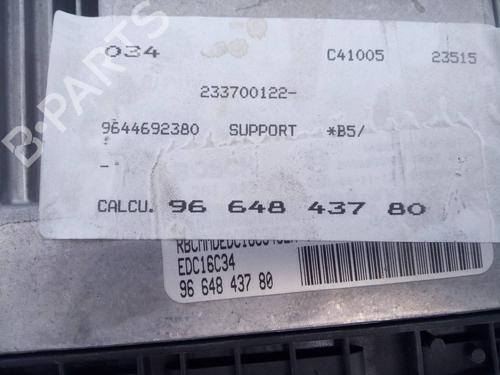 034 C41005 23515
233700122-
9644692380 SUPPORT *B5/
CALCU. 96 648 437 80
EDC16C34
96 648 437 80
B-PARTS